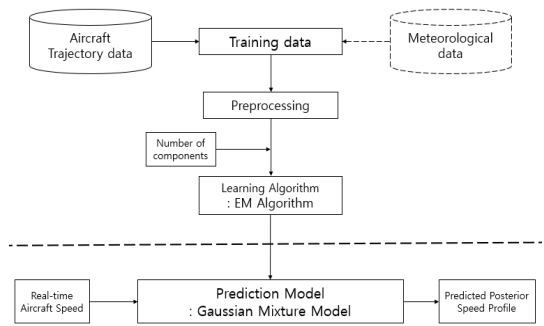 Aircraft
Trajectory data
Training data
Meteorological
data
Preprocessing
Number of
components
Learning Algorithm
: EM Algorithm
Real-time
Aircraft Speed
Prediction Model
: Gaussian Mixture Model
Predicted Posterior
Speed Profile